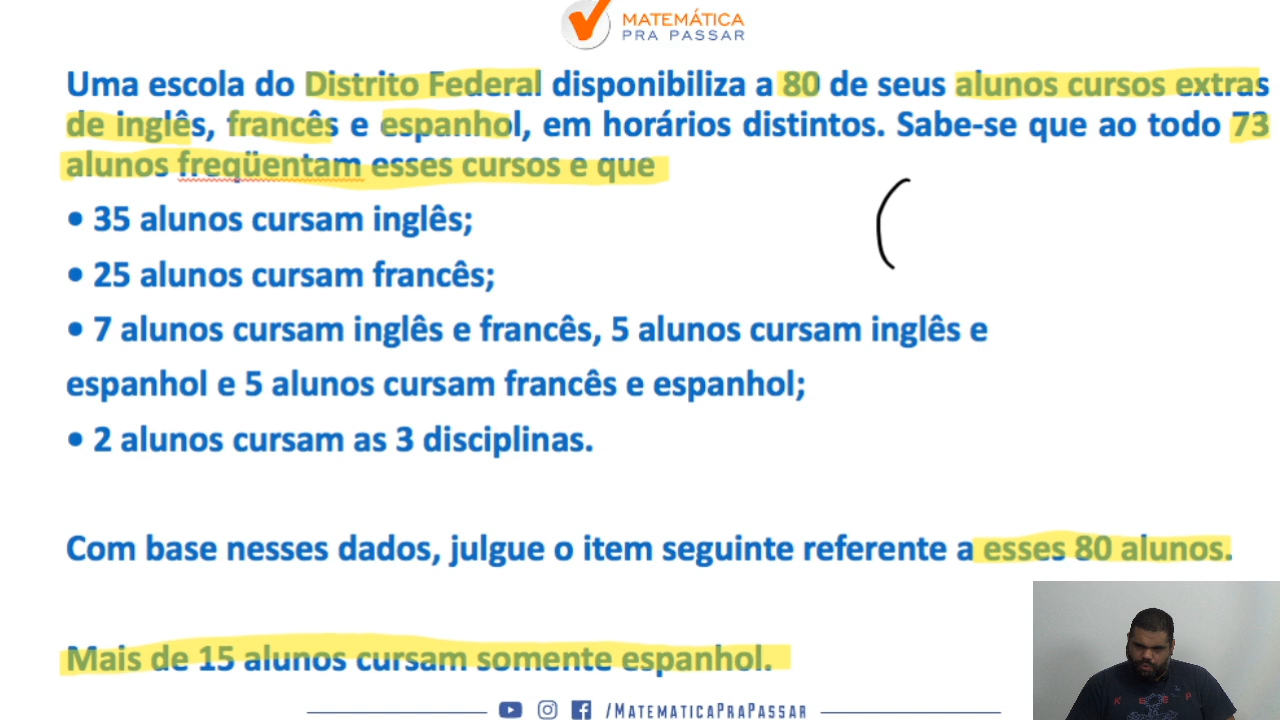 MATEMÁTICA
PRA PASSAR
Uma escola do Distrito Federal disponibiliza a 80 de seus alunos cursos extras
de inglês, francês e espanhol, em horários distintos. Sabe-se que ao todo 73
alunos freqüentam esses cursos e que
• 35 alunos cursam inglês;
• 25 alunos cursam francês;
• 7 alunos cursam inglês e francês, 5 alunos cursam inglês e
espanhol e 5 alunos cursam francês e espanhol;
• 2 alunos cursam as 3 disciplinas.
Com base nesses dados, julgue o item seguinte referente a esses 80 alunos.
Mais de 15 alunos cursam somente espanhol.
KEEP
/MATEMATICAPRAPASSAR